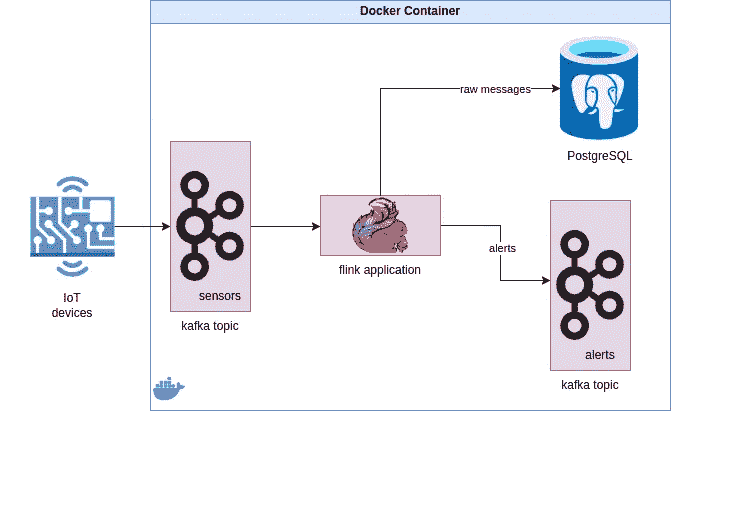 Docker Container
raw messages
PostgreSQL
IoT
devices
sensors
kafka topic
flink application
alerts
alerts
kafka topic